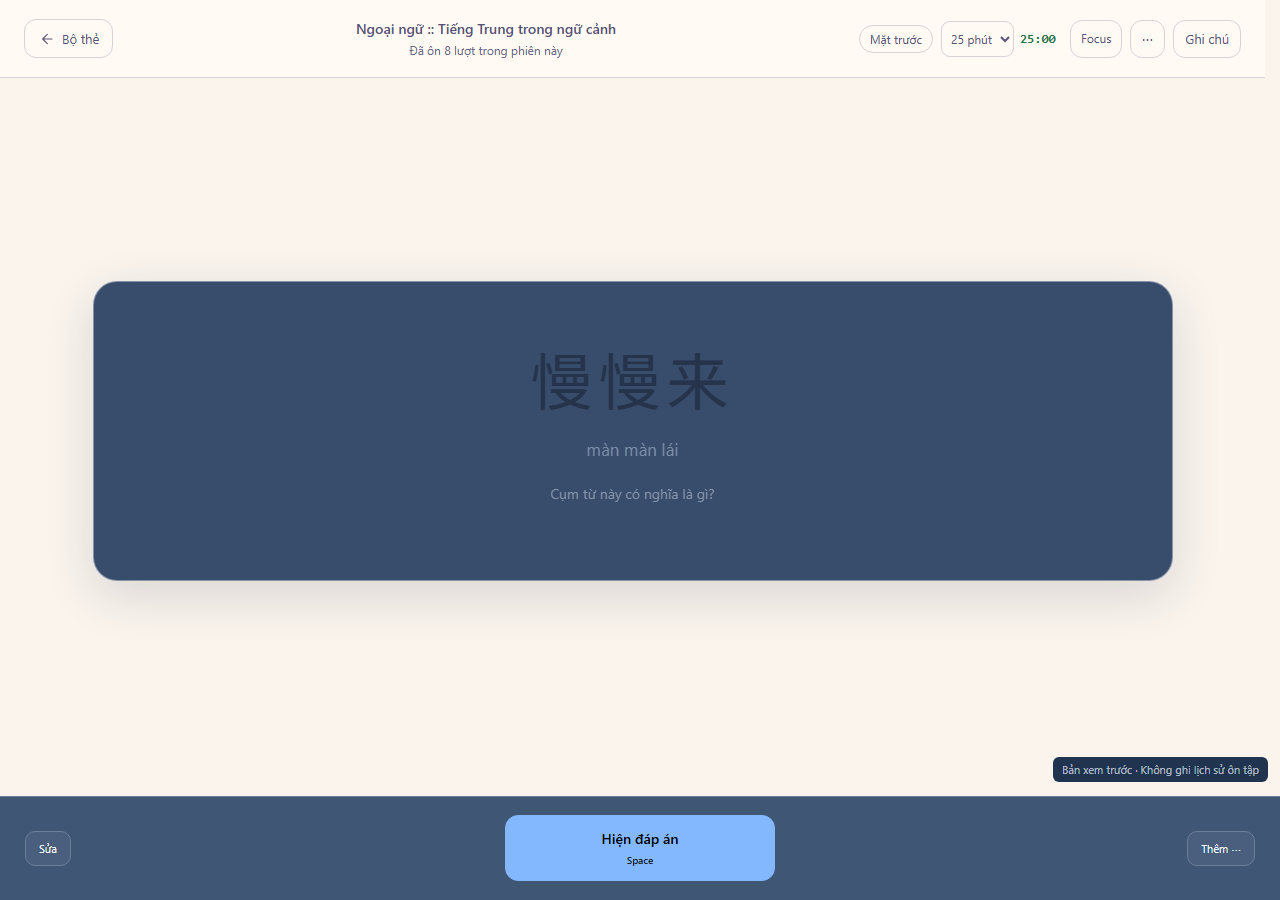 ← Bộ thẻ
Ngoại ngữ :: Tiếng Trung trong ngữ cảnh
Đã ôn 8 lượt trong phiên này
Mặt trước
25 phút
25:00
Focus
···
Ghi chú
慢慢来
màn màn lái
Cụm từ này có nghĩa là gì?
Bản xem trước · Không ghi lịch sử ôn tập
Sửa
Hiện đáp án
Space
Thêm ···